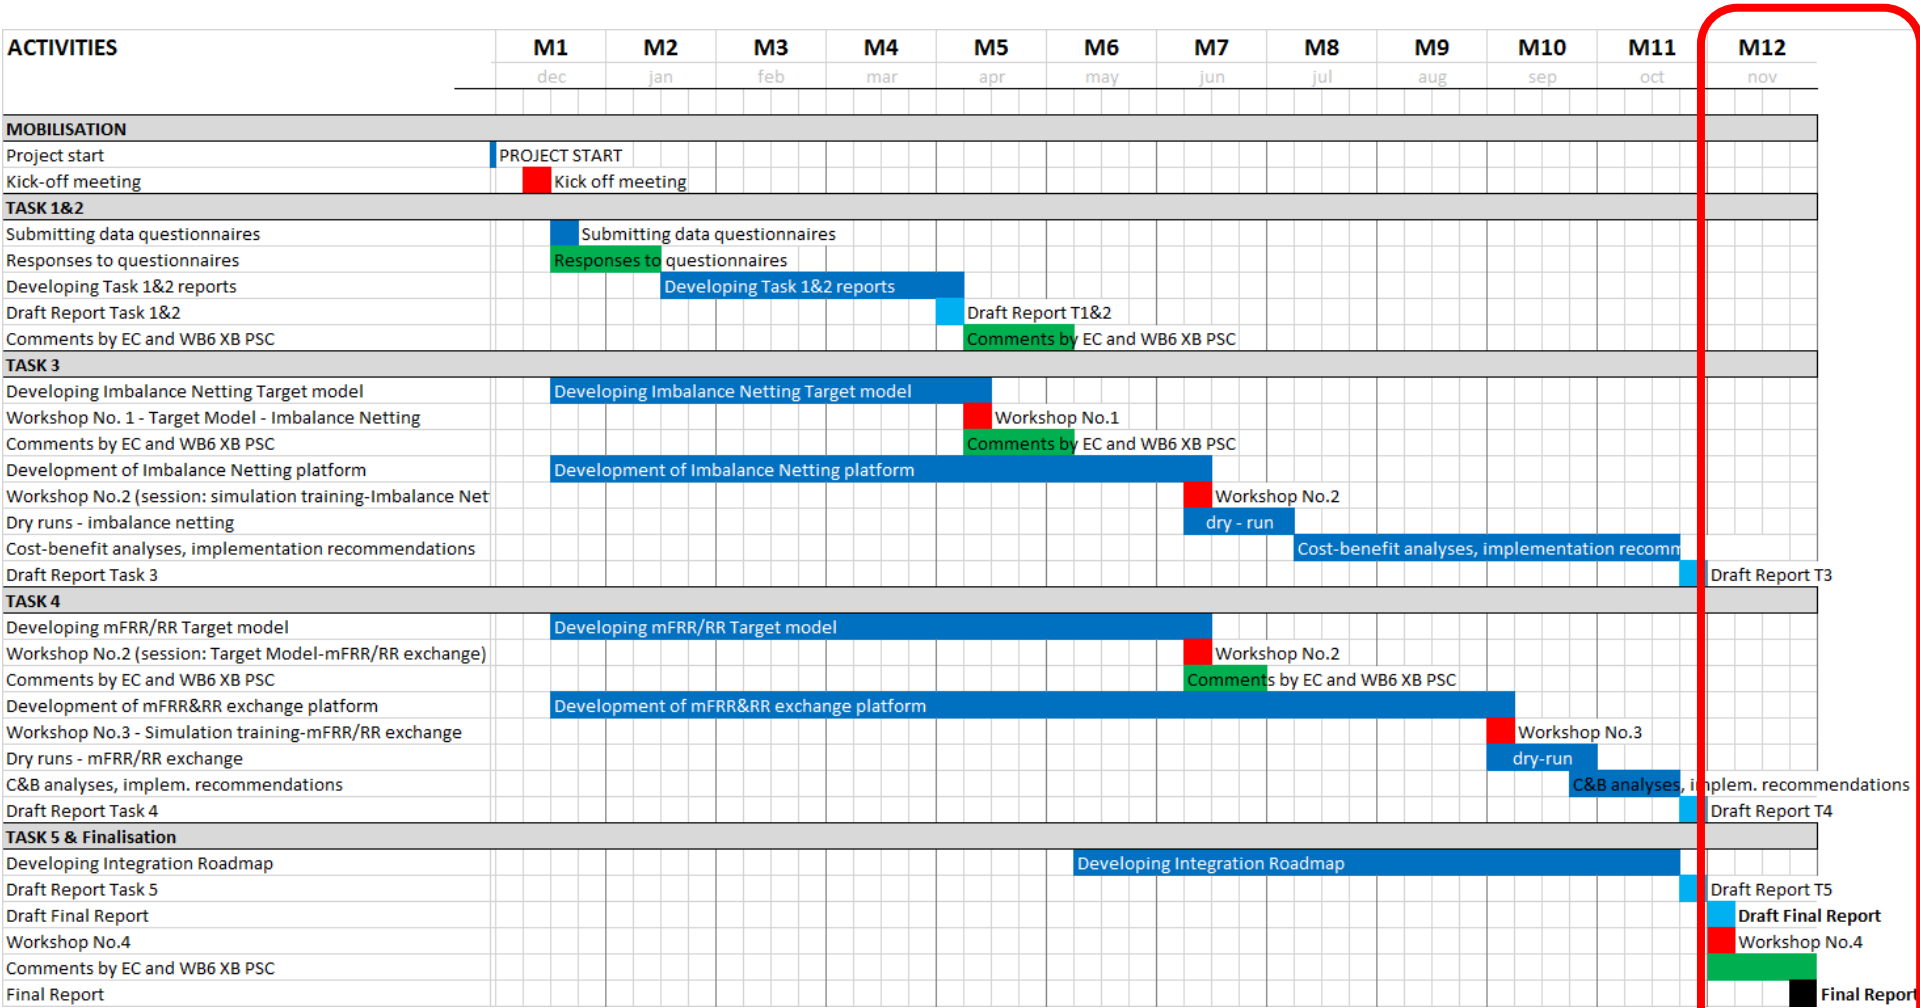 ACTIVITIES M1 M2 M3 M4 M5 M6 M7 M8 M9 M10 M11 M12
dec jan feb mar apr may jun jul aug sep oct nov
MOBILISATION
Project start PROJECT START
Kick-off meeting Kick off meeting
TASK 1&2
Submitting data questionnaires Submitting data questionnaires
Responses to questionnaires Responses to questionnaires
Developing Task 1&2 reports Developing Task 1&2 reports
Draft Report Task 1&2 Draft Report T1&2
Comments by EC and WB6 XB PSC Comments by EC and WB6 XB PSC
TASK 3
Developing Imbalance Netting Target model Developing Imbalance Netting Target model
Workshop No. 1 - Target Model - Imbalance Netting Workshop No.1
Comments by EC and WB6 XB PSC Comments by EC and WB6 XB PSC
Development of Imbalance Netting platform Development of Imbalance Netting platform
Workshop No.2 (session: simulation training-Imbalance Net Workshop No.2
Dry runs - imbalance netting dry - run
Cost-benefit analyses, implementation recommendations Cost-benefit analyses, implementation recomm
Draft Report Task 3 Draft Report T3
TASK 4
Developing mFRR/RR Target model Developing mFRR/RR Target model
Workshop No.2 (session: Target Model-mFRR/RR exchange) Workshop No.2
Comments by EC and WB6 XB PSC Comments by EC and WB6 XB PSC
Development of mFRR&RR exchange platform Development of mFRR&RR exchange platform
Workshop No.3 - Simulation training-mFRR/RR exchange Workshop No.3
Dry runs - mFRR/RR exchange dry-run
C&B analyses, implem. recommendations C&B analyses, implem. recommendations
Draft Report Task 4 Draft Report T4
TASK 5 & Finalisation
Developing Integration Roadmap Developing Integration Roadmap
Draft Report Task 5 Draft Report T5
Draft Final Report Draft Final Report
Workshop No.4 Workshop No.4
Comments by EC and WB6 XB PSC
Final Report Final Report